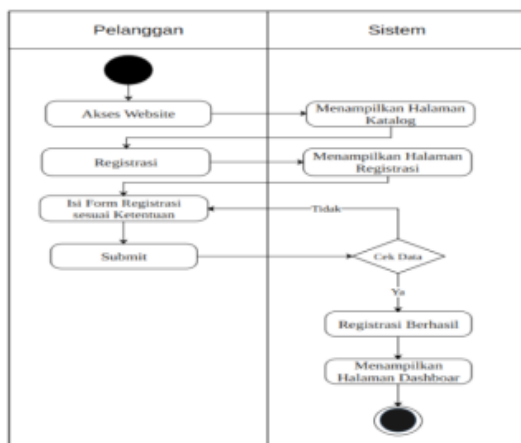 Pelanggan
Sistem
Akses Website
Menampilkan Halaman
Katalog
Registrasi
Menampilkan Halaman
Registrasi
Isi Form Registrasi
sesuai Ketentuan
Tidak
Submit
Cek Data
Ya
Registrasi Berhasil
Menampilkan
Halaman Dashboar